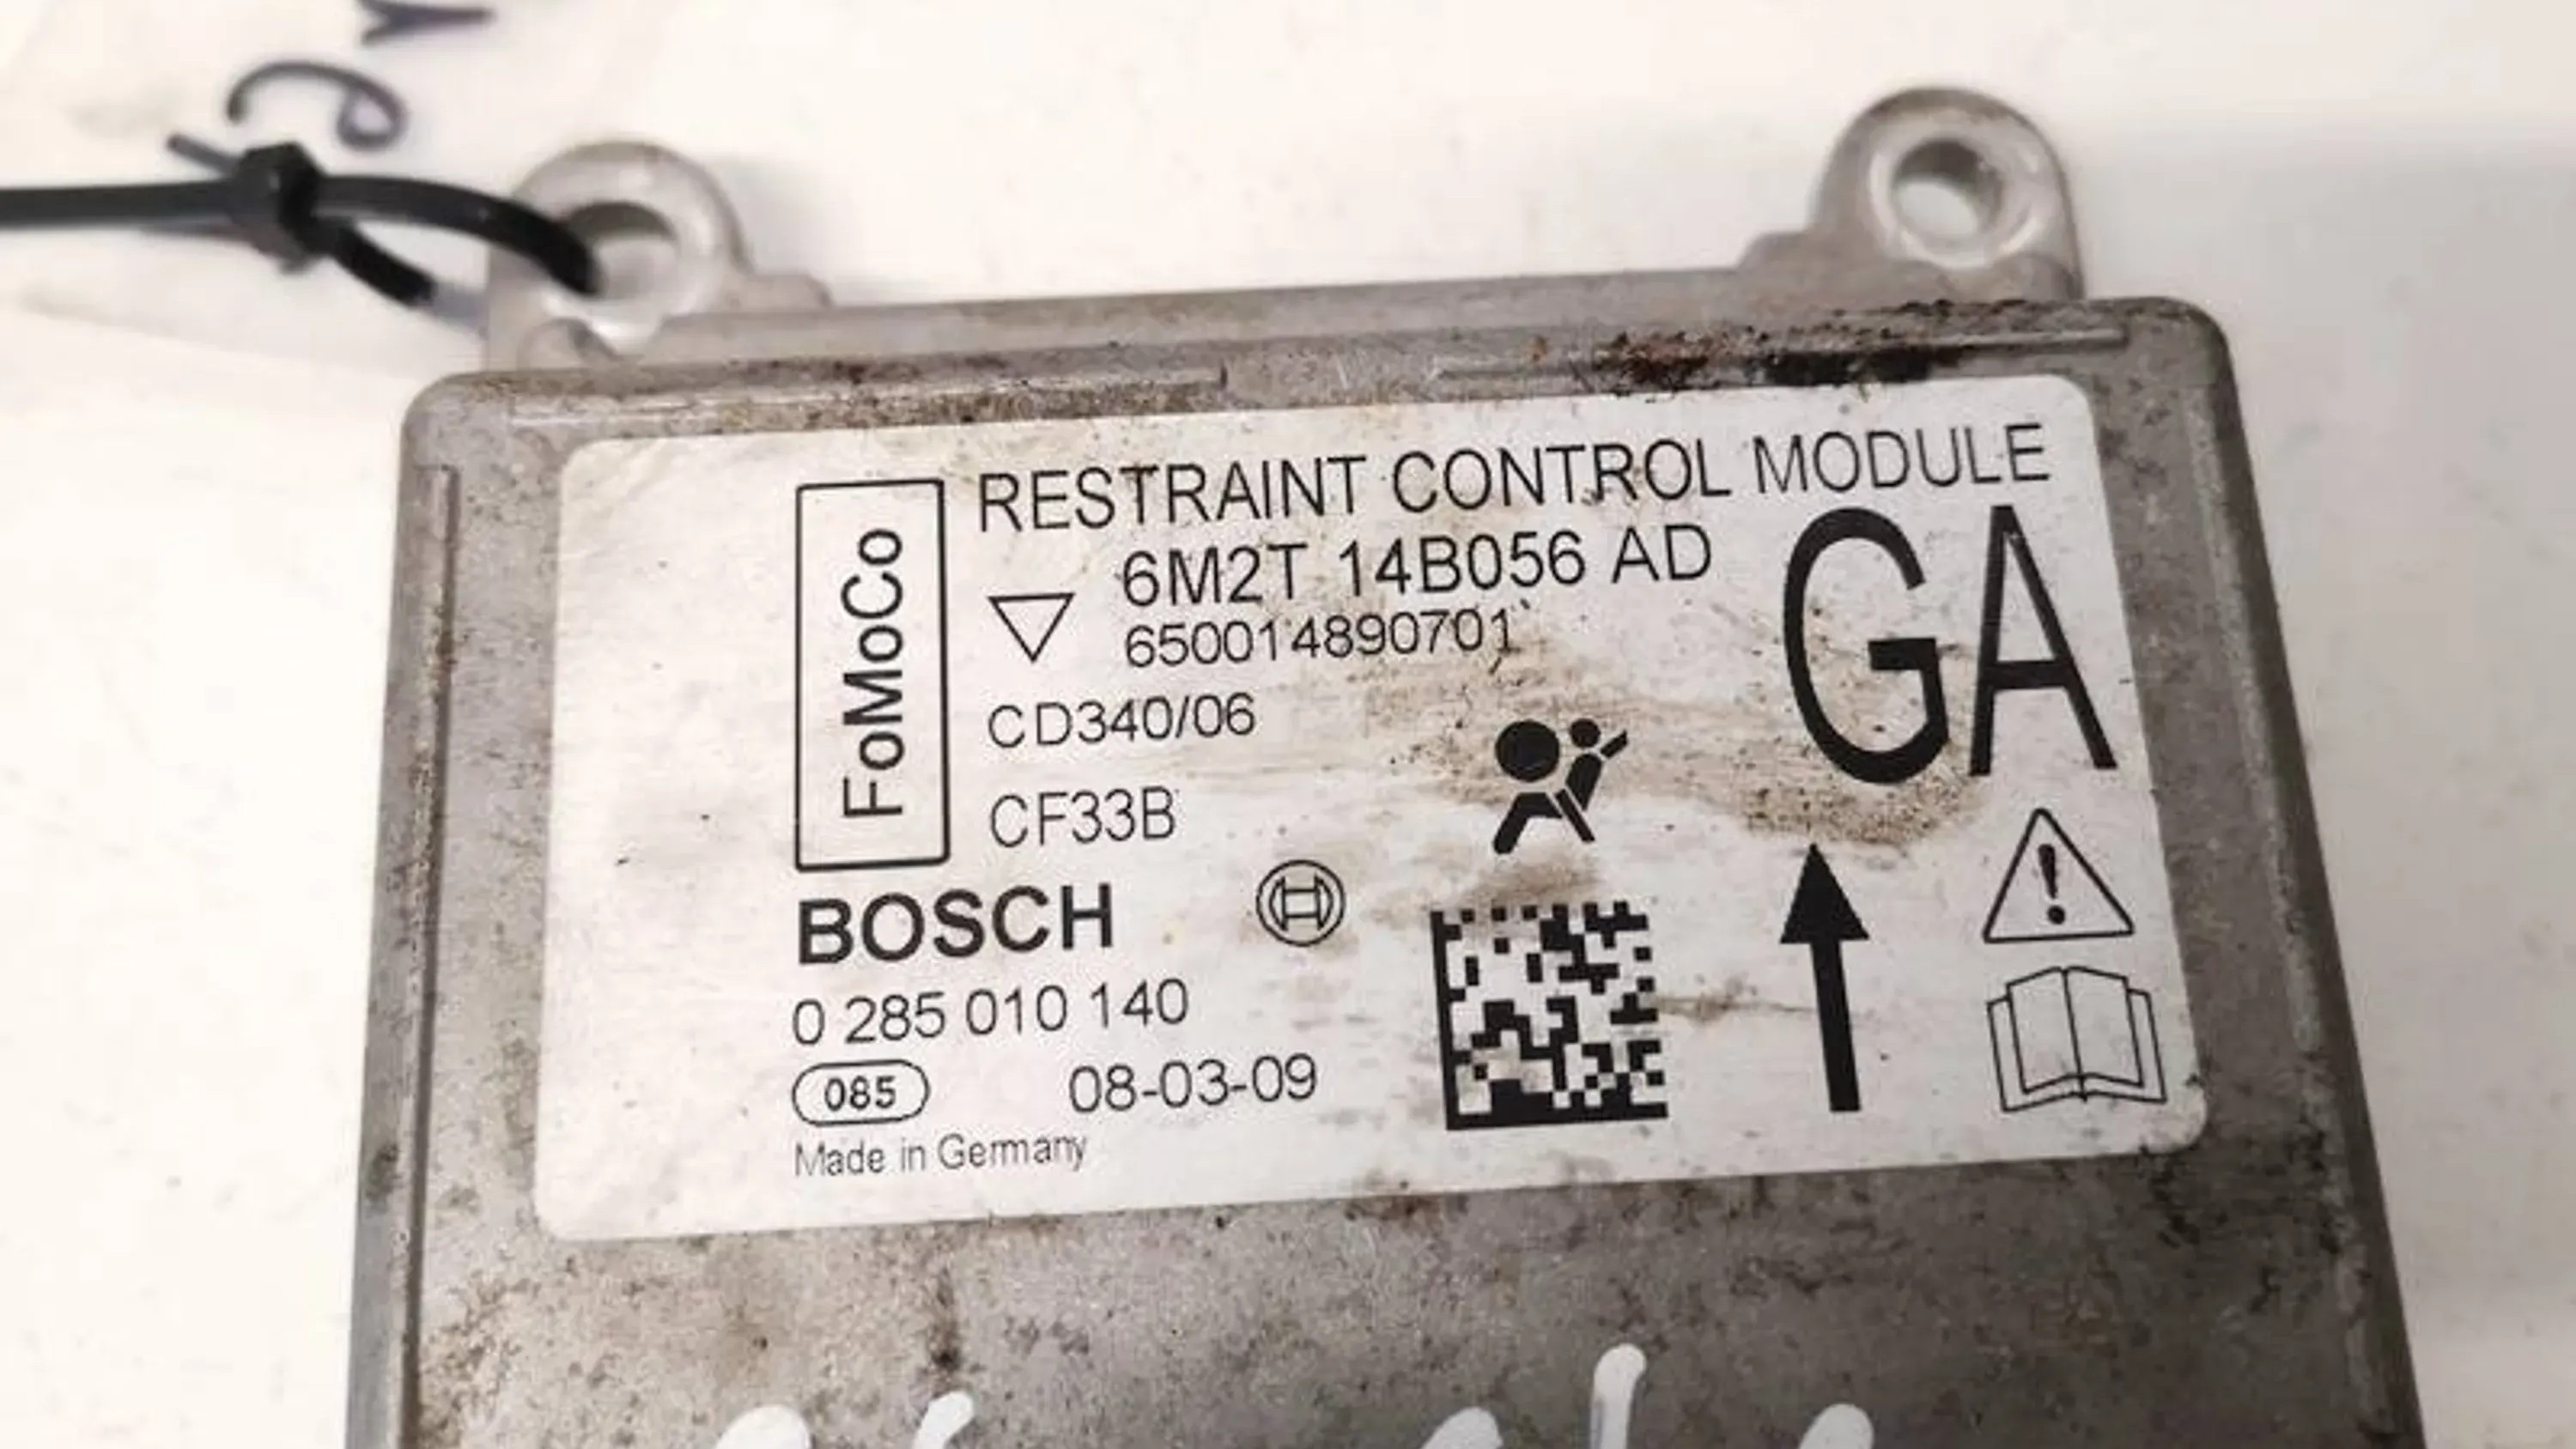 RESTRAINT CONTROL MODULE
FoMoCo
6M2T 14B056 AD
GA
650014890701
CD340/06
CF33B
BOSCH
0 285 010 140
085 08-03-09
Made in Germany